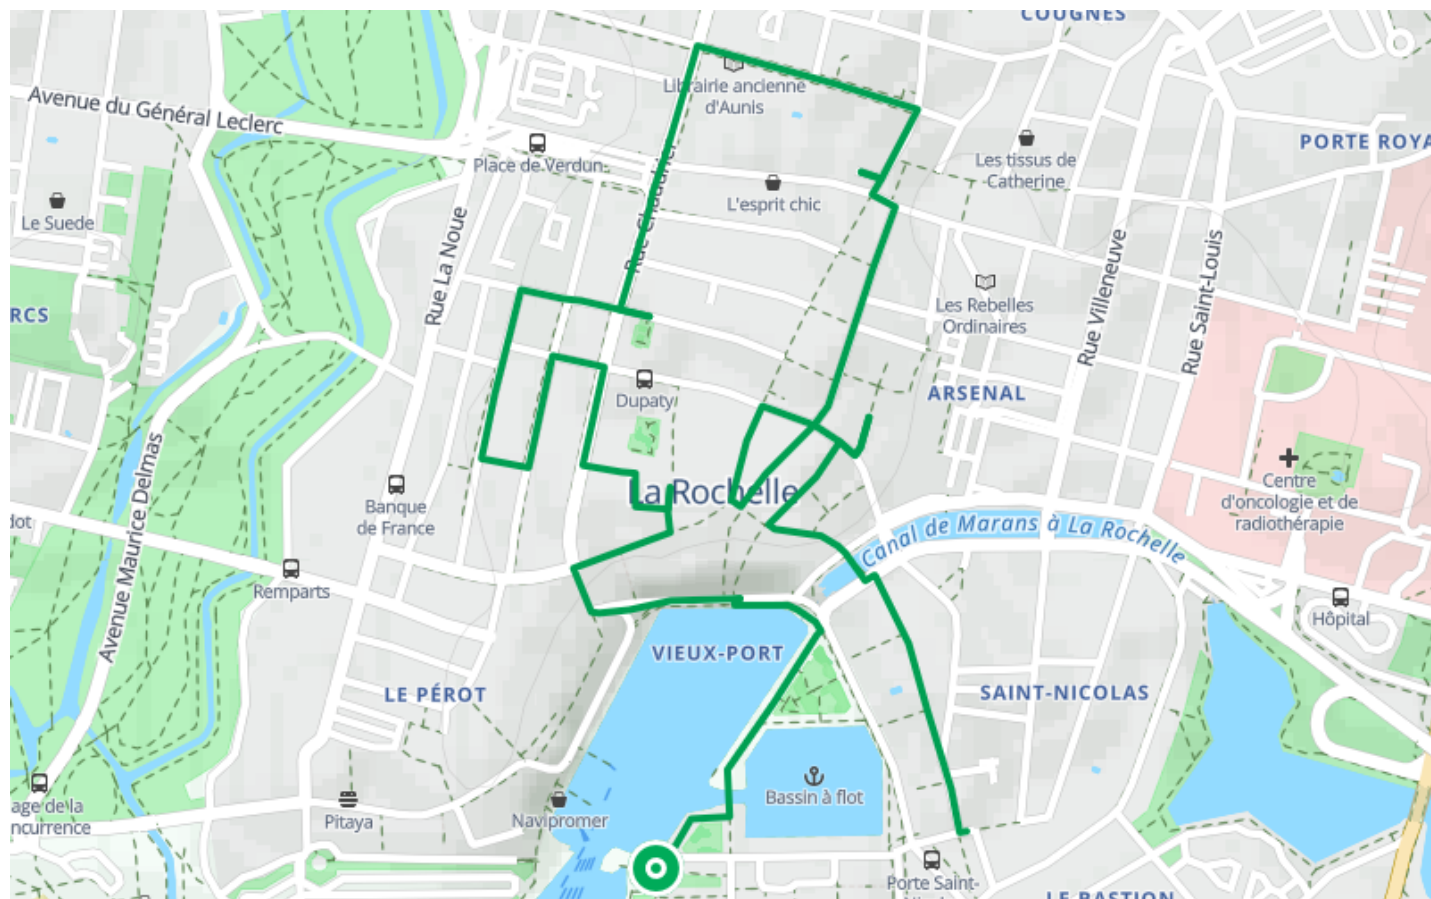 COUGNES
Librairie ancienne
d'Aunis
Avenue du Général Leclerc
Place de Verdun
Les tissus de
Catherine
PORTE ROYA
Le Suede
L'esprit chic
Rue Chaudrier
Rue La Noue
Rue Villeneuve
Rue Saint-Louis
RCS
Les Rebelles
Ordinaires
Dupaty
ARSENAL
Avenue Maurice Delmas
La Rochelle
Banque
de France
Centre
d'oncologie et de
radiothérapie
dot
Canal de Marans à La Rochelle
Remparts
Hôpital
VIEUX-PORT
LE PÉROT
SAINT-NICOLAS
age de la
ncurrence
Pitaya
Navipromer
Bassin à flot
Porte Saint-
LE BASTION